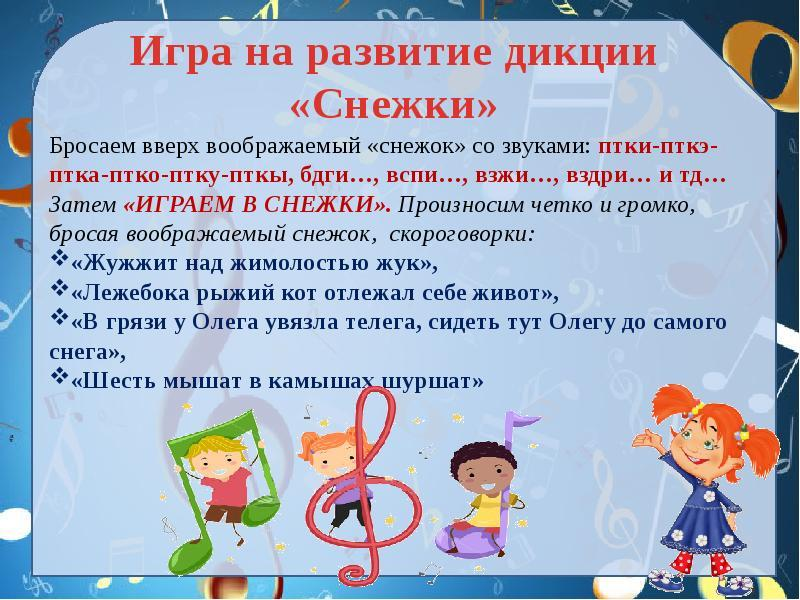 Игра на развитие дикции
«Снежки»
Бросаем вверх воображаемый «снежок» со звуками: птки-пткэ-
птка-птко-птку-пткы, бдги…, вспи…, взжи…, вздри… и тд…
Затем «ИГРАЕМ В СНЕЖКИ». Произносим четко и громко,
бросая воображаемый снежок, скороговорки:
❖«Жужжит над жимолостью жук»,
❖«Лежебока рыжий кот отлежал себе живот»,
❖«В грязи у Олега увязла телега, сидеть тут Олегу до самого
снега»,
❖«Шесть мышат в камышах шуршат»